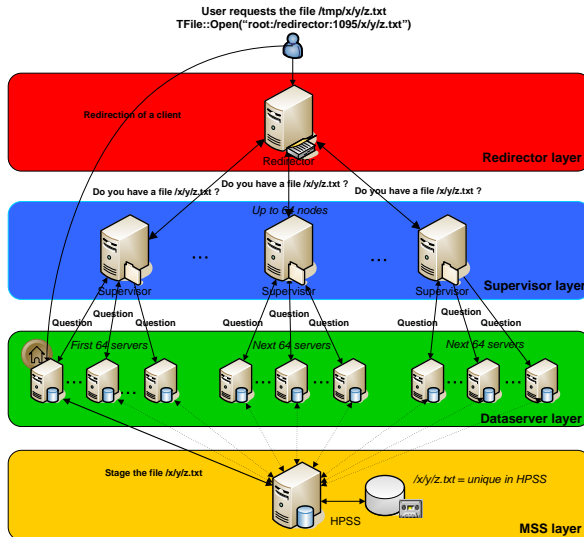 User requests the file /tmp/x/y/z.txt
TFile::Open("root:/redirector:1095/x/y/z.txt")
Redirection of a client
Redirector
Redirector layer
Do you have a file /x/y/z.txt ?
Do you have a file /x/y/z.txt ?
Do you have a file /x/y/z.txt ?
Up to 64 nodes
...
...
Supervisor
Supervisor
Supervisor
Supervisor layer
Question
Question
Question
Question
Question
Question
Question
Question
Question
First 64 servers
Next 64 servers
Next 64 servers
...
...
...
...
...
...
Dataserver layer
Stage the file /x/y/z.txt
/x/y/z.txt = unique in HPSS
HPSS
MSS layer